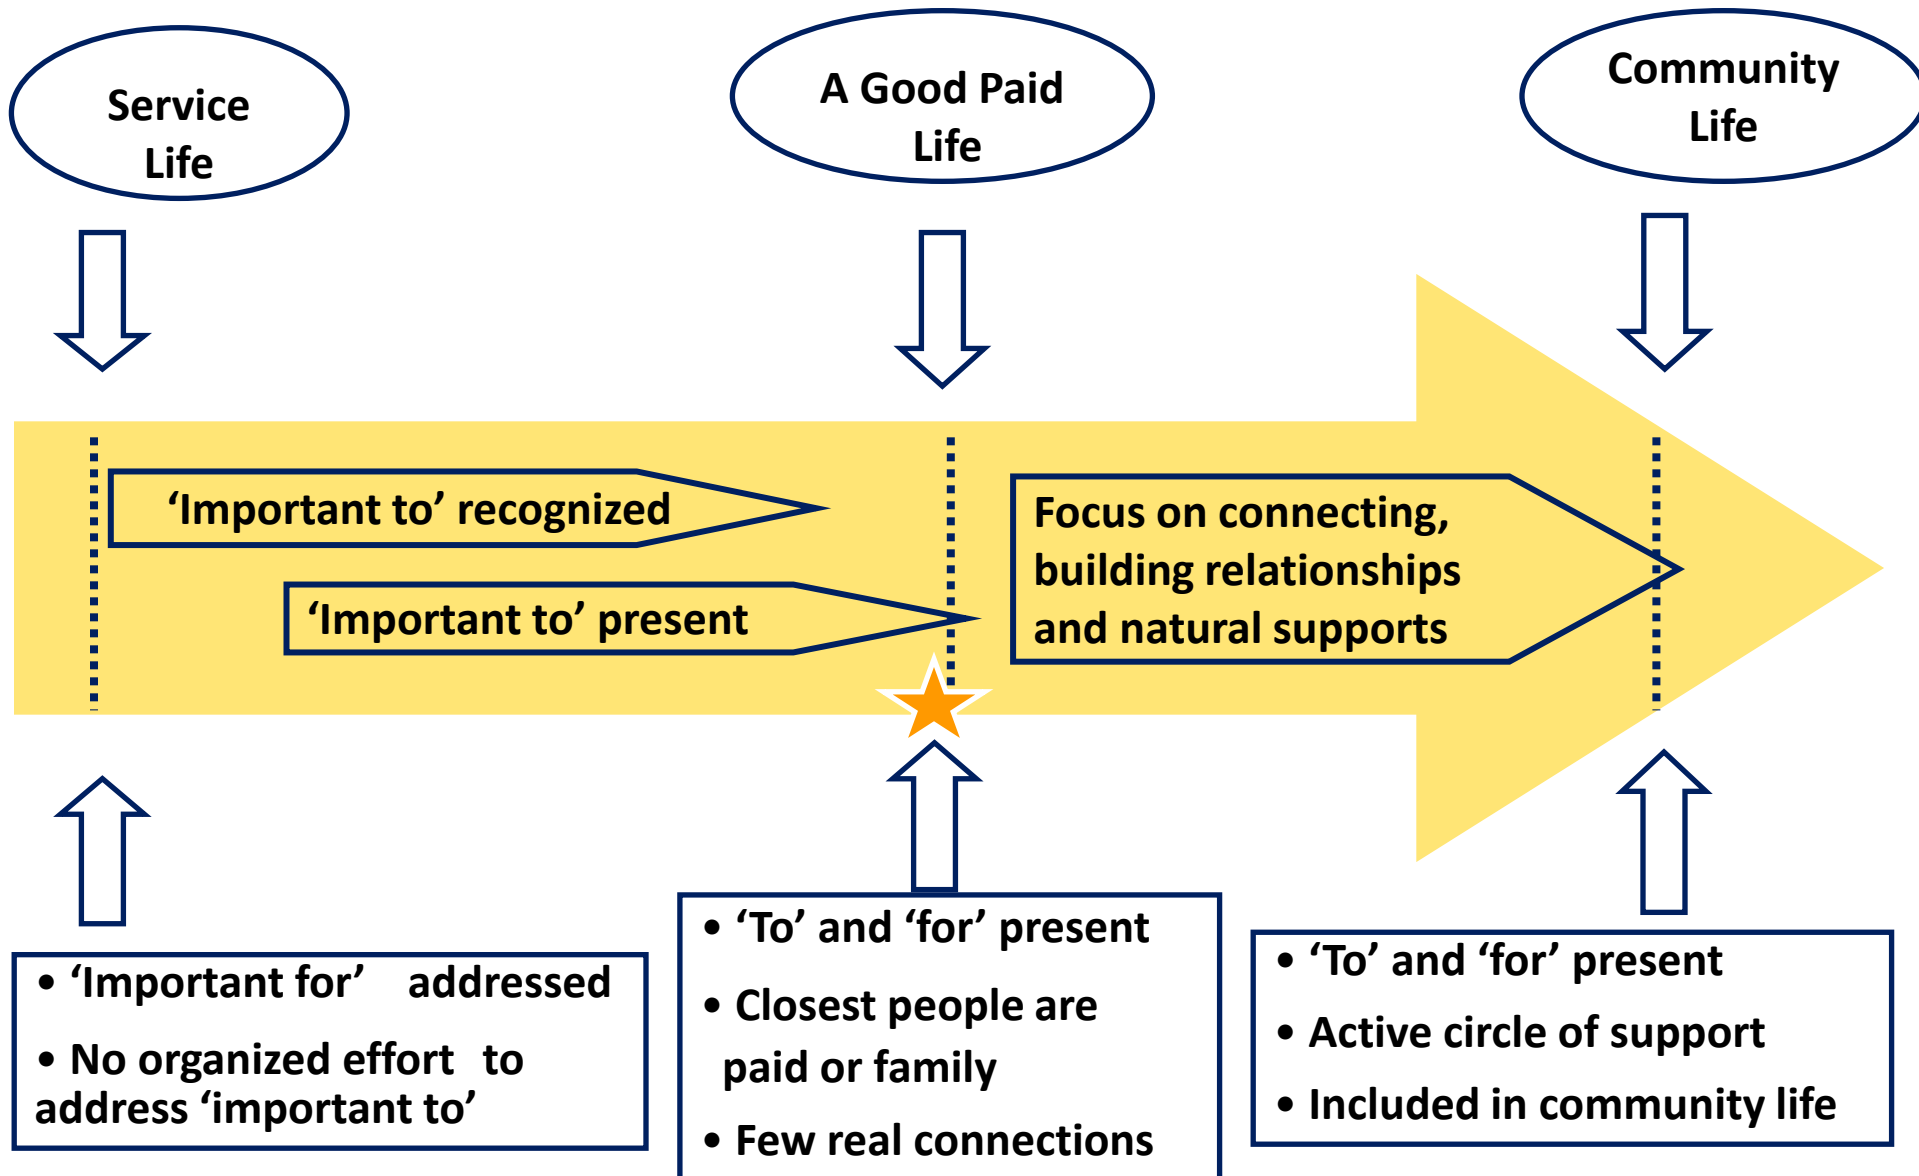 Service
Life
A Good Paid
Life
Community
Life
‘Important to’ recognized
‘Important to’ present
Focus on connecting,
building relationships
and natural supports
• ‘Important for’ addressed
• No organized effort to
address ‘important to’
• ‘To’ and ‘for’ present
• Closest people are
paid or family
• Few real connections
• ‘To’ and ‘for’ present
• Active circle of support
• Included in community life